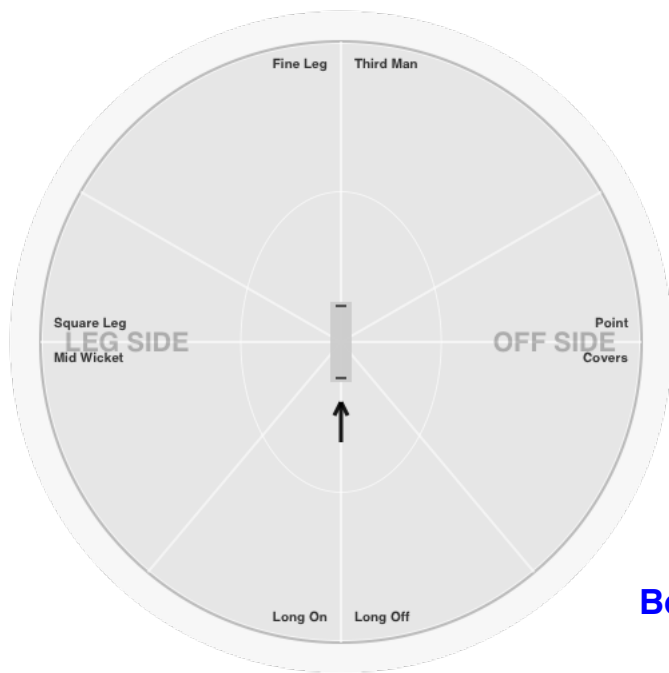 Fine Leg Third Man
Square Leg Point
LEG SIDE OFF SIDE
Mid Wicket Covers
Long On Long Off